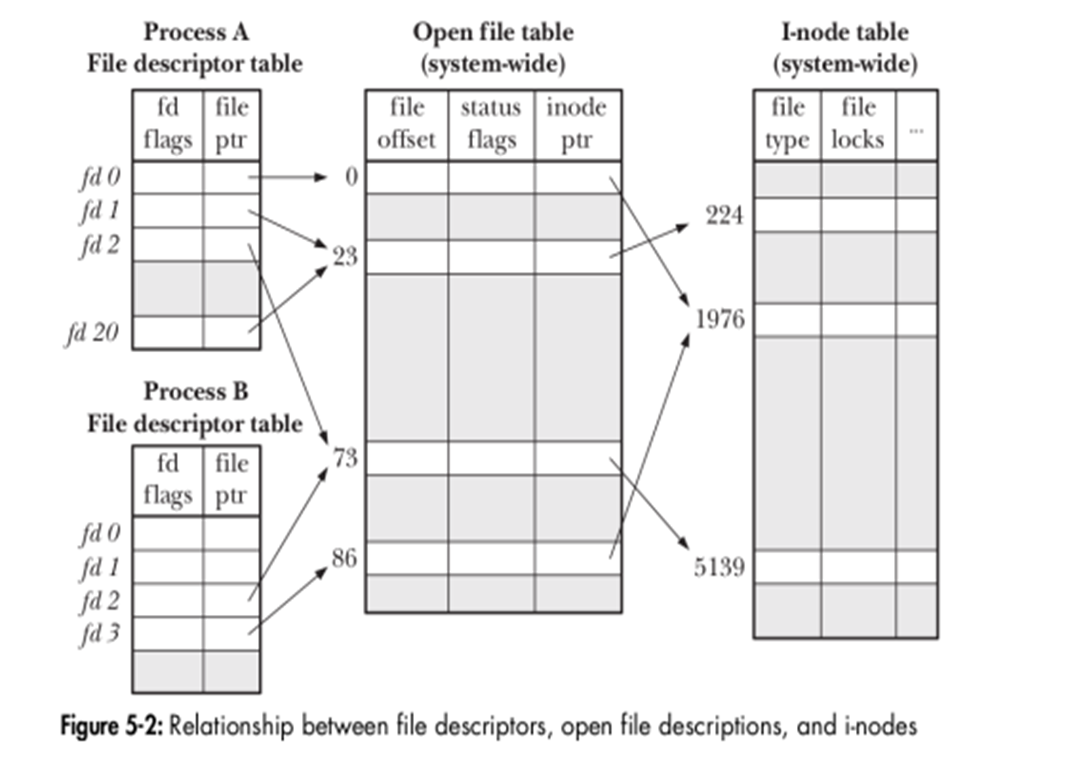 Process A
File descriptor table
fd flags
file ptr
fd 0
fd 1
fd 2
fd 20
Process B
File descriptor table
fd flags
file ptr
fd 0
fd 1
fd 2
fd 3
Open file table
(system-wide)
file offset
status flags
inode ptr
0
23
73
86
I-node table
(system-wide)
file type
file locks
...
224
1976
5139
Figure 5-2: Relationship between file descriptors, open file descriptions, and i-nodes